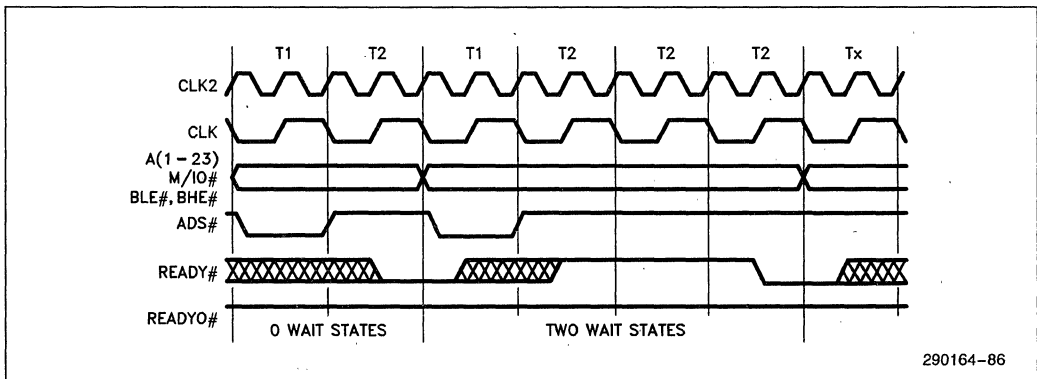 T1 T2 T1 T2 T2 T2 Tx
CLK2
CLK
A(1-23)
M/IO#
BLE#, BHE#
ADS#
READY#
READYO#
0 WAIT STATES TWO WAIT STATES
290164-86